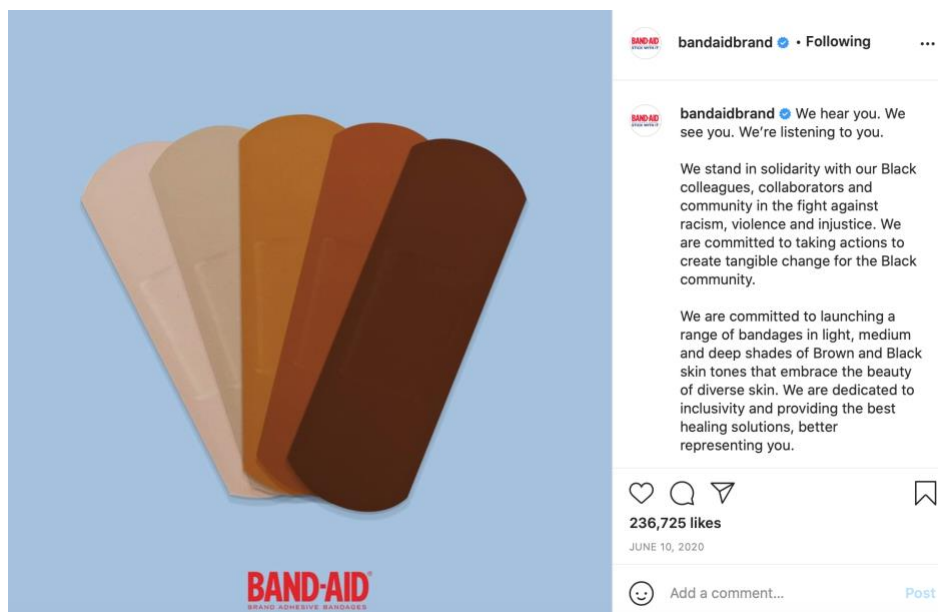 BAND-AID®
BRAND ADHESIVE BANDAGES
BAND-AID
bandaidbrand • Following
...
BAND-AID
bandaidbrand We hear you. We
see you. We're listening to you.
We stand in solidarity with our Black
colleagues, collaborators and
community in the fight against
racism, violence and injustice. We
are committed to taking actions to
create tangible change for the Black
community.
We are committed to launching a
range of bandages in light, medium
and deep shades of Brown and Black
skin tones that embrace the beauty
of diverse skin. We are dedicated to
inclusivity and providing the best
healing solutions, better
representing you.
236,725 likes
JUNE 10, 2020
Add a comment...
Post